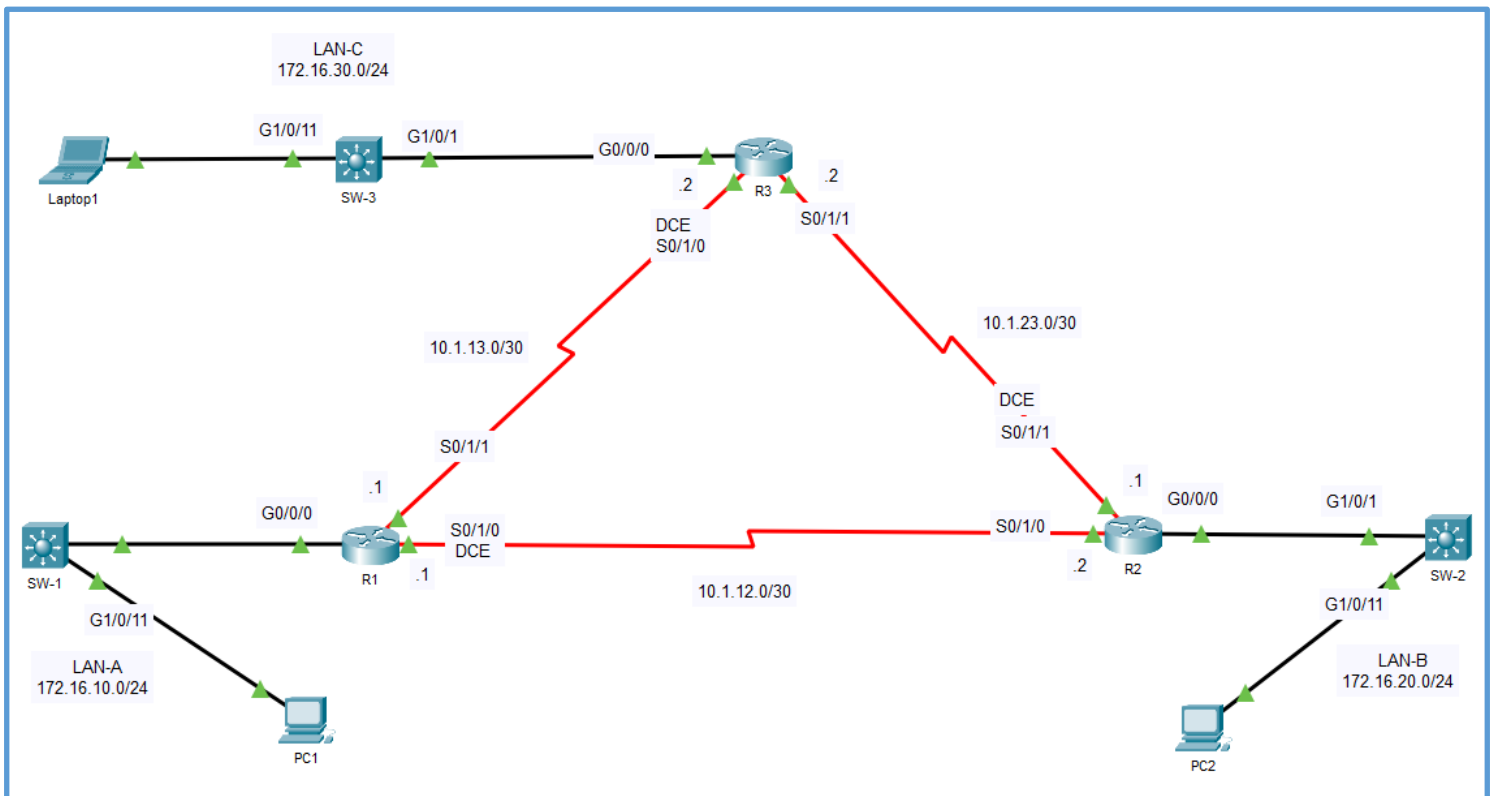 LAN-C
172.16.30.0/24
G1/0/11
G1/0/1
G0/0/0
Laptop1
SW-3
R3
.2
.2
DCE
S0/1/0
S0/1/1
10.1.13.0/30
10.1.23.0/30
DCE
S0/1/1
S0/1/1
.1
.1
G0/0/0
S0/1/0
DCE
S0/1/0
G0/0/0
G1/0/1
SW-1
R1
.1
.2
R2
SW-2
10.1.12.0/30
G1/0/11
G1/0/11
LAN-A
172.16.10.0/24
LAN-B
172.16.20.0/24
PC1
PC2